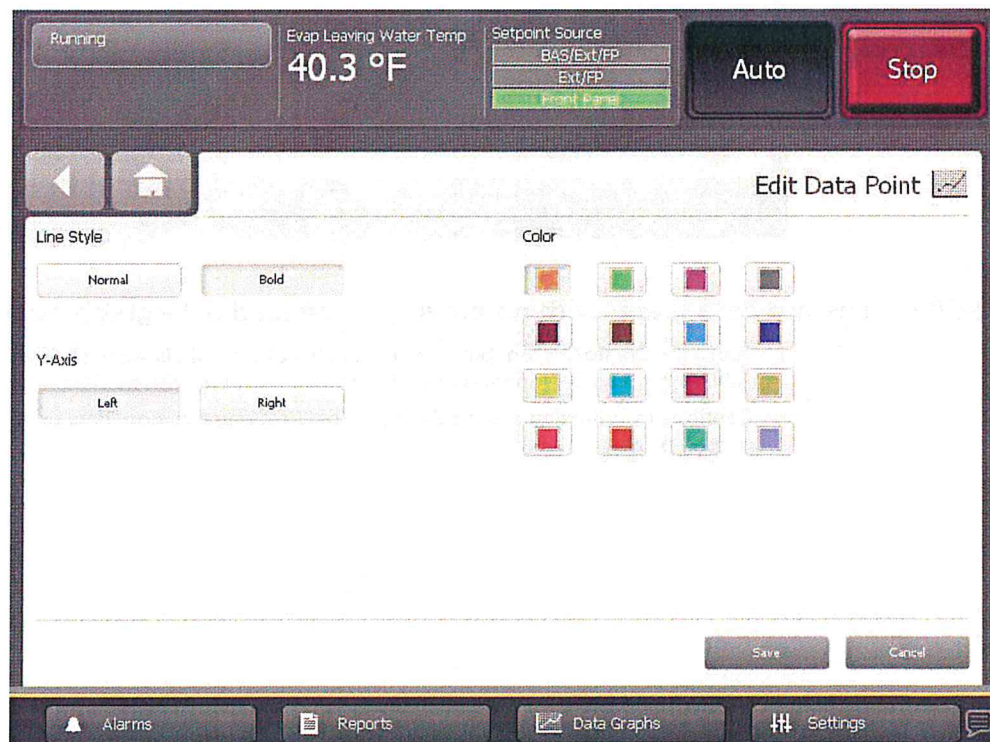 Running
Evap Leaving Water Temp
40.3 °F
Setpoint Source
BAS/Ext/FP
Ext/FP
Front Panel
Auto
Stop
Edit Data Point
Line Style
Normal
Bold
Color
Y-Axis
Left
Right
Save
Cancel
Alarms
Reports
Data Graphs
Settings